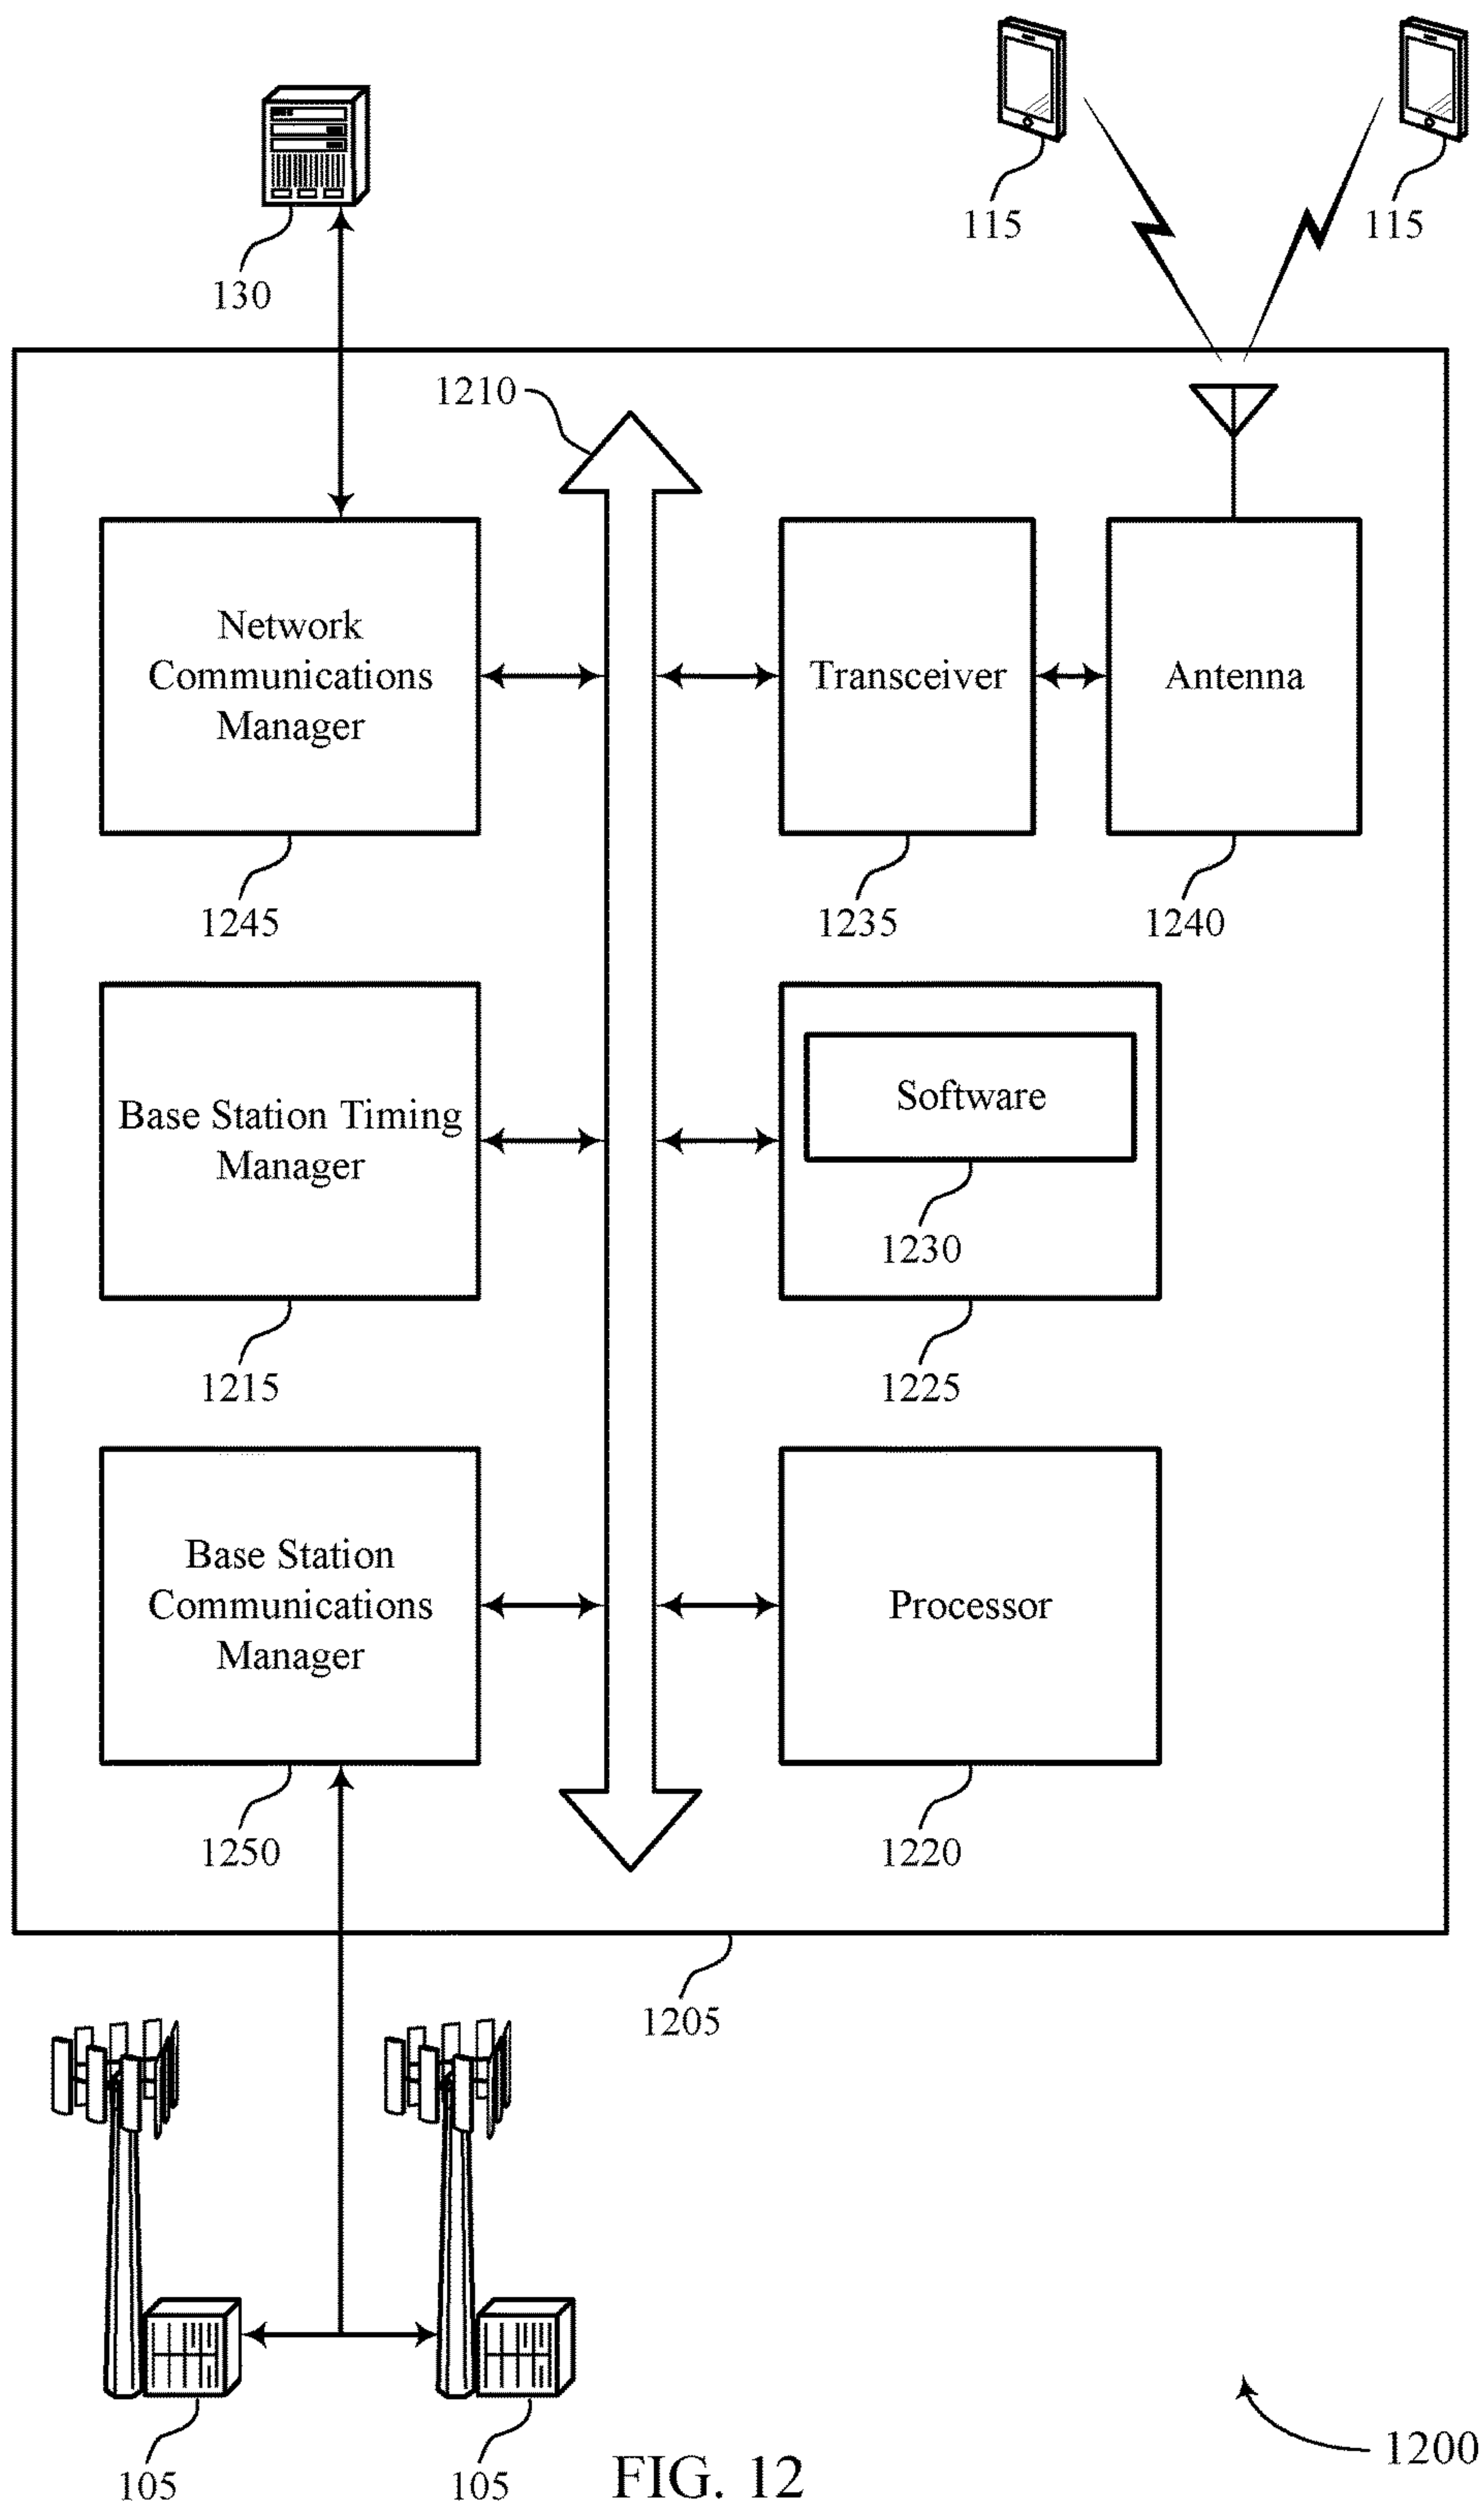 115
115
130
1210
Network
Communications
Manager
Transceiver
Antenna
1245
1235
1240
Software
Base Station Timing
Manager
1230
1215
1225
Base Station
Communications
Manager
Processor
1250
1220
1205
105
105
FIG. 12
1200